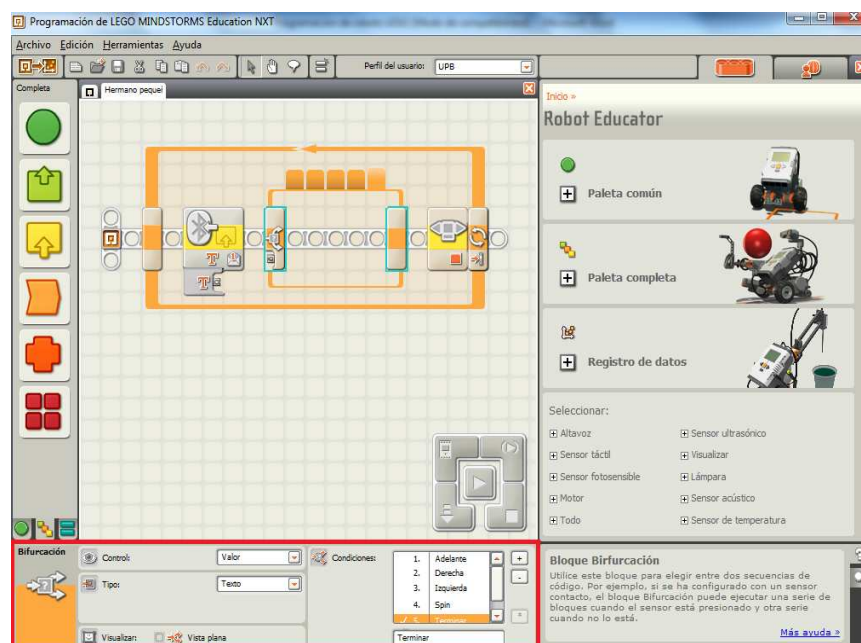 Programación de LEGO MINDSTORMS Education NXT
Archivo Edición Herramientas Ayuda
Perfil del usuario: UPB
Completa
Hermano pequel
Inicio »
Robot Educator
Paleta común
Paleta completa
Registro de datos
Seleccionar:
Altavoz
Sensor ultrasónico
Sensor táctil
Visualizar
Sensor fotosensible
Lámpara
Motor
Sensor acústico
Todo
Sensor de temperatura
Bifurcación
Control: Valor
Tipo: Texto
Visualizar: Vista plana
Condiciones:
1. Adelante
2. Derecha
3. Izquierda
4. Spin
5. Terminar
Terminar
Bloque Birfurcación
Utilice este bloque para elegir entre dos secuencias de
código. Por ejemplo, si se ha configurado con un sensor
contacto, el bloque Bifurcación puede ejecutar una serie de
bloques cuando el sensor está presionado y otra serie
cuando no lo está.
Más ayuda »